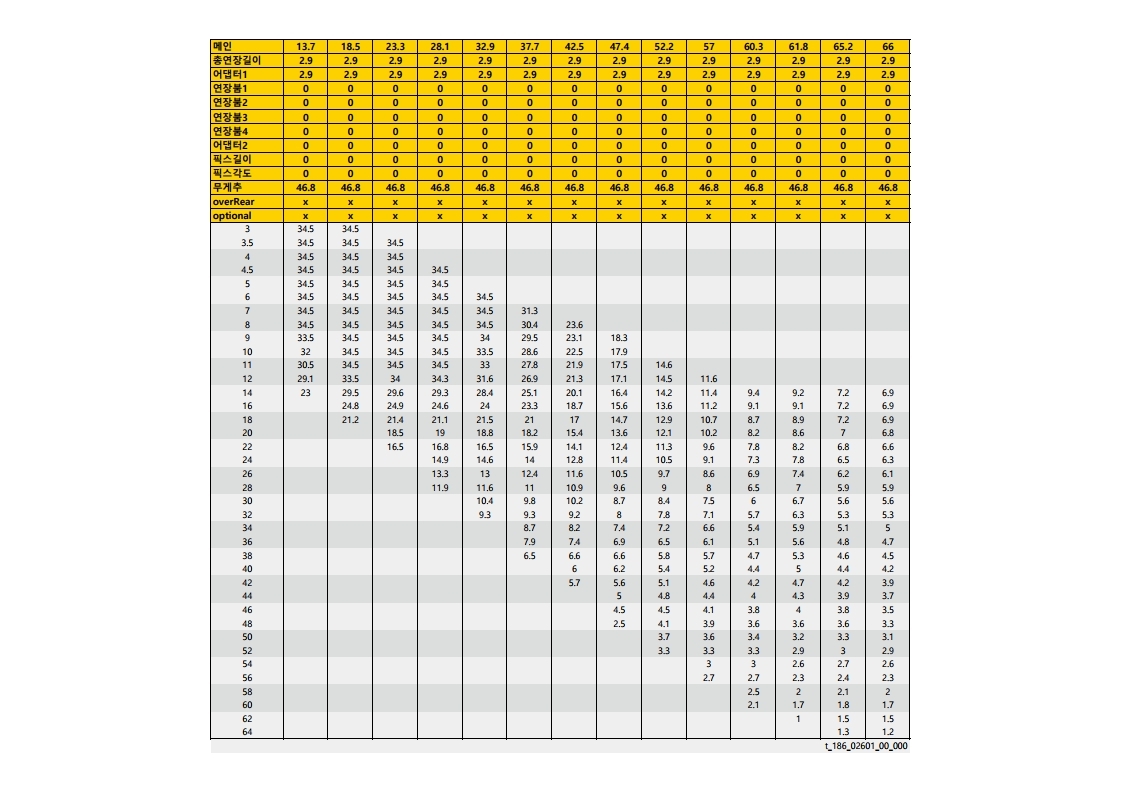 메인 13.7 18.5 23.3 28.1 32.9 37.7 42.5 47.4 52.2 57 60.3 61.8 65.2 66
총연장길이 2.9 2.9 2.9 2.9 2.9 2.9 2.9 2.9 2.9 2.9 2.9 2.9 2.9 2.9
어댑터1 2.9 2.9 2.9 2.9 2.9 2.9 2.9 2.9 2.9 2.9 2.9 2.9 2.9 2.9
연장붐1 0 0 0 0 0 0 0 0 0 0 0 0 0 0
연장붐2 0 0 0 0 0 0 0 0 0 0 0 0 0 0
연장붐3 0 0 0 0 0 0 0 0 0 0 0 0 0 0
연장붐4 0 0 0 0 0 0 0 0 0 0 0 0 0 0
어댑터2 0 0 0 0 0 0 0 0 0 0 0 0 0 0
픽스길이 0 0 0 0 0 0 0 0 0 0 0 0 0 0
픽스각도 0 0 0 0 0 0 0 0 0 0 0 0 0 0
무게추 46.8 46.8 46.8 46.8 46.8 46.8 46.8 46.8 46.8 46.8 46.8 46.8 46.8 46.8
overRear x x x x x x x x x x x x x x
optional x x x x x x x x x x x x x x
3 34.5 34.5
3.5 34.5 34.5 34.5
4 34.5 34.5 34.5
4.5 34.5 34.5 34.5 34.5
5 34.5 34.5 34.5 34.5
6 34.5 34.5 34.5 34.5 34.5
7 34.5 34.5 34.5 34.5 34.5 31.3
8 34.5 34.5 34.5 34.5 34.5 30.4 23.6
9 33.5 34.5 34.5 34.5 34 29.5 23.1 18.3
10 32 34.5 34.5 34.5 33.5 28.6 22.5 17.9
11 30.5 34.5 34.5 34.5 33 27.8 21.9 17.5 14.6
12 29.1 33.5 34 34.3 31.6 26.9 21.3 17.1 14.5 11.6
14 23 29.5 29.6 29.3 28.4 25.1 20.1 16.4 14.2 11.4 9.4 9.2 7.2 6.9
16 24.8 24.9 24.6 24 23.3 18.7 15.6 13.6 11.2 9.1 9.1 7.2 6.9
18 21.2 21.4 21.1 21.5 21 17 14.7 12.9 10.7 8.7 8.9 7.2 6.9
20 18.5 19 18.8 18.2 15.4 13.6 12.1 10.2 8.2 8.6 7 6.8
22 16.5 16.8 16.5 15.9 14.1 12.4 11.3 9.6 7.8 8.2 6.8 6.6
24 14.9 14.6 14 12.8 11.4 10.5 9.1 7.3 7.8 6.5 6.3
26 13.3 13 12.4 11.6 10.5 9.7 8.6 6.9 7.4 6.2 6.1
28 11.9 11.6 11 10.9 9.6 9 8 6.5 7 5.9 5.9
30 10.4 9.8 10.2 8.7 8.4 7.5 6 6.7 5.6 5.6
32 9.3 9.3 9.2 8 7.8 7.1 5.7 6.3 5.3 5.3
34 8.7 8.2 7.4 7.2 6.6 5.4 5.9 5.1 5
36 7.9 7.4 6.9 6.5 6.1 5.1 5.6 4.8 4.7
38 6.5 6.6 6.6 5.8 5.7 4.7 5.3 4.6 4.5
40 6 6.2 5.4 5.2 4.4 5 4.4 4.2
42 5.7 5.6 5.1 4.6 4.2 4.7 4.2 3.9
44 5 4.8 4.4 4 4.3 3.9 3.7
46 4.5 4.5 4.1 3.8 4 3.8 3.5
48 2.5 4.1 3.9 3.6 3.6 3.6 3.3
50 3.7 3.6 3.4 3.2 3.3 3.1
52 3.3 3.3 3.3 2.9 3 2.9
54 3 3 2.6 2.7 2.6
56 2.7 2.7 2.3 2.4 2.3
58 2.5 2 2.1 2
60 2.1 1.7 1.8 1.7
62 1 1.5 1.5
64 1.3 1.2
t_186_02601_00_000